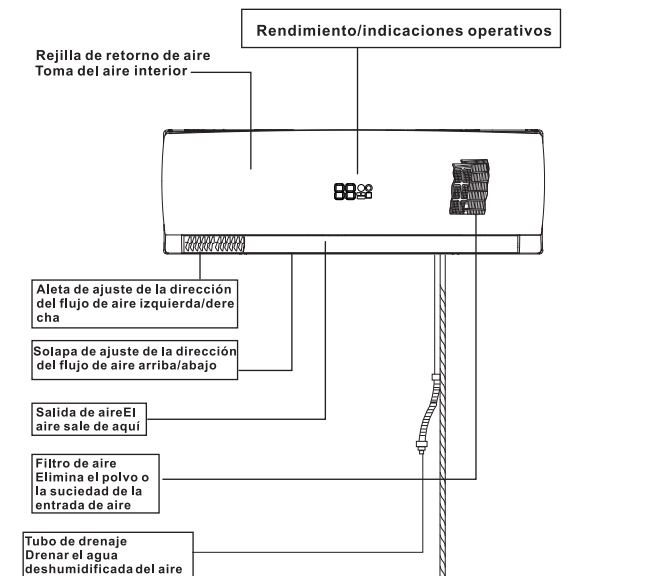 Rendimiento/indicaciones operativos
Rejilla de retorno de aire
Toma del aire interior
88
Aleta de ajuste de la dirección
del flujo de aire izquierda/dere
cha
Solapa de ajuste de la dirección
del flujo de aire arriba/abajo
Salida de aireEl
aire sale de aquí
Filtro de aire
Elimina el polvo o
la suciedad de la
entrada de aire
Tubo de drenaje
Drenar el agua
deshumidificada del aire